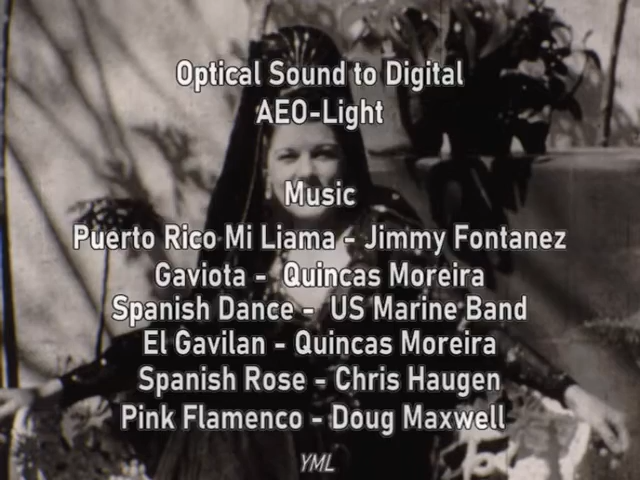 Optical Sound to Digital
AEO-Light
Music
Puerto Rico Mi Liama - Jimmy Fontanez
Gaviota - Quincas Moreira
Spanish Dance - US Marine Band
El Gavilan - Quincas Moreira
Spanish Rose - Chris Haugen
Pink Flamenco - Doug Maxwell
YML